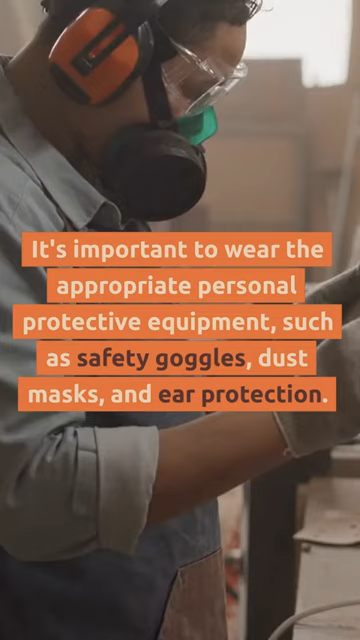 It's important to wear the
appropriate personal
protective equipment, such
as safety goggles, dust
masks, and ear protection.